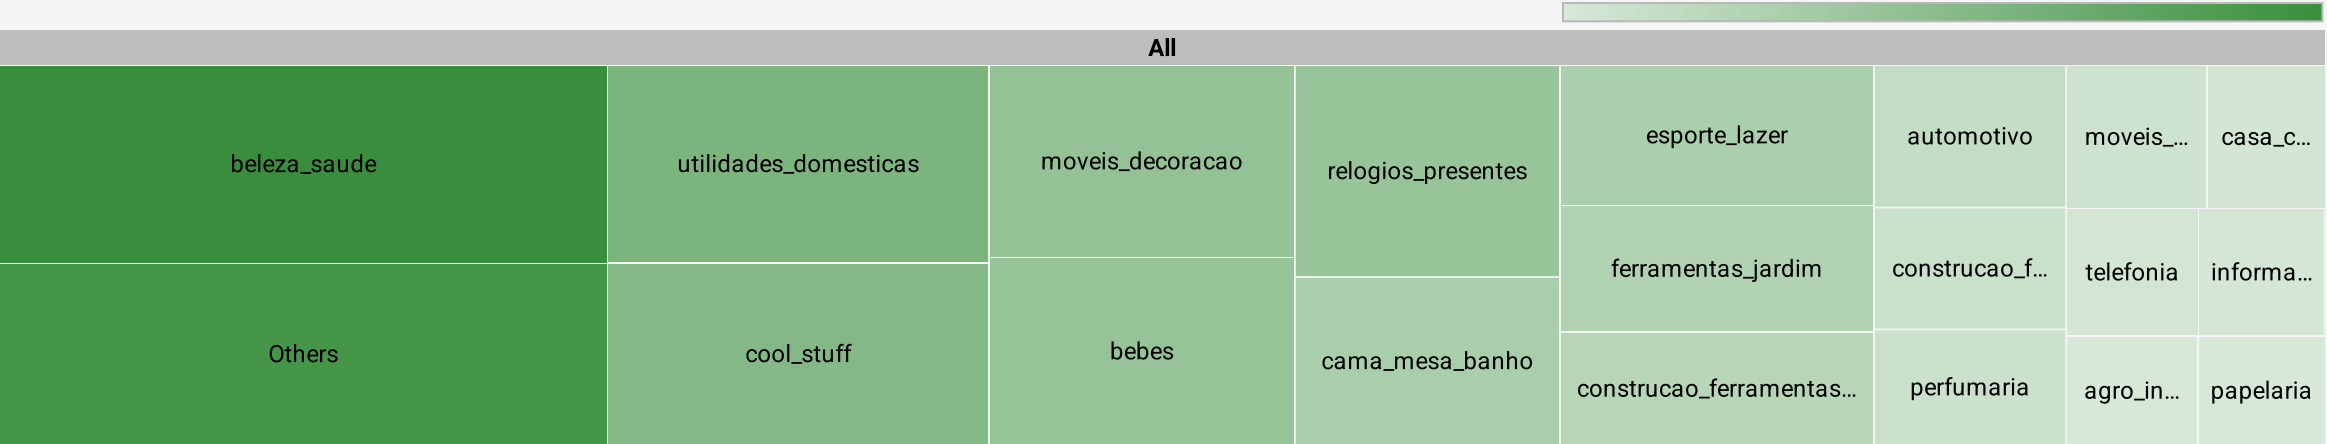 All
beleza_saude
Others
utilidades_domesticas
cool_stuff
moveis_decoracao
bebes
relogios_presentes
cama_mesa_banho
esporte_lazer
ferramentas_jardim
construcao_ferramentas...
automotivo
construcao_f...
perfumaria
moveis_...
casa_c...
telefonia
informa...
agro_in...
papelaria